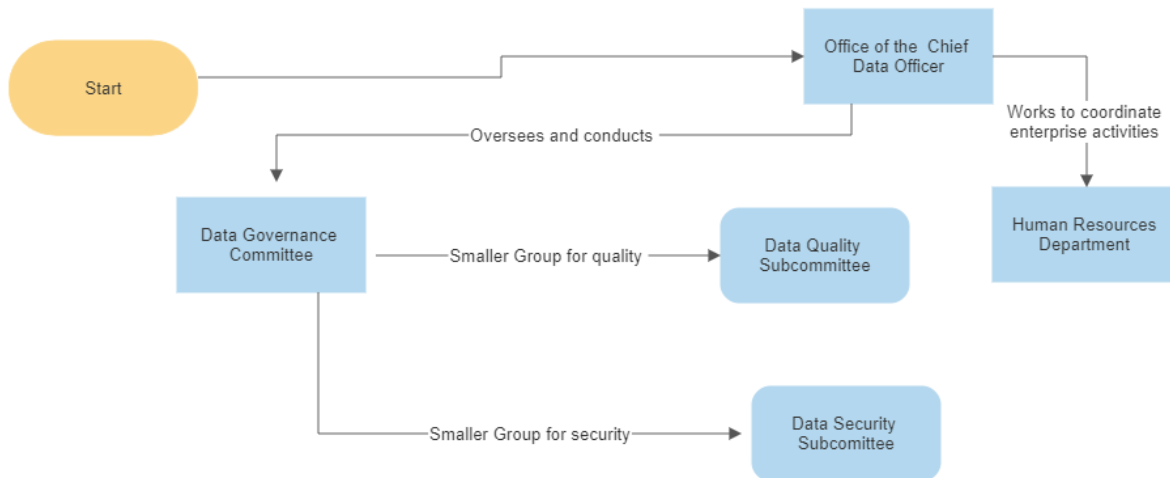 Office of the Chief
Data Officer
Start
Works to coordinate
enterprise activities
Oversees and conducts
Human Resources
Department
Data Governance
Committee
Smaller Group for quality
Data Quality
Subcommittee
Smaller Group for security
Data Security
Subcomittee